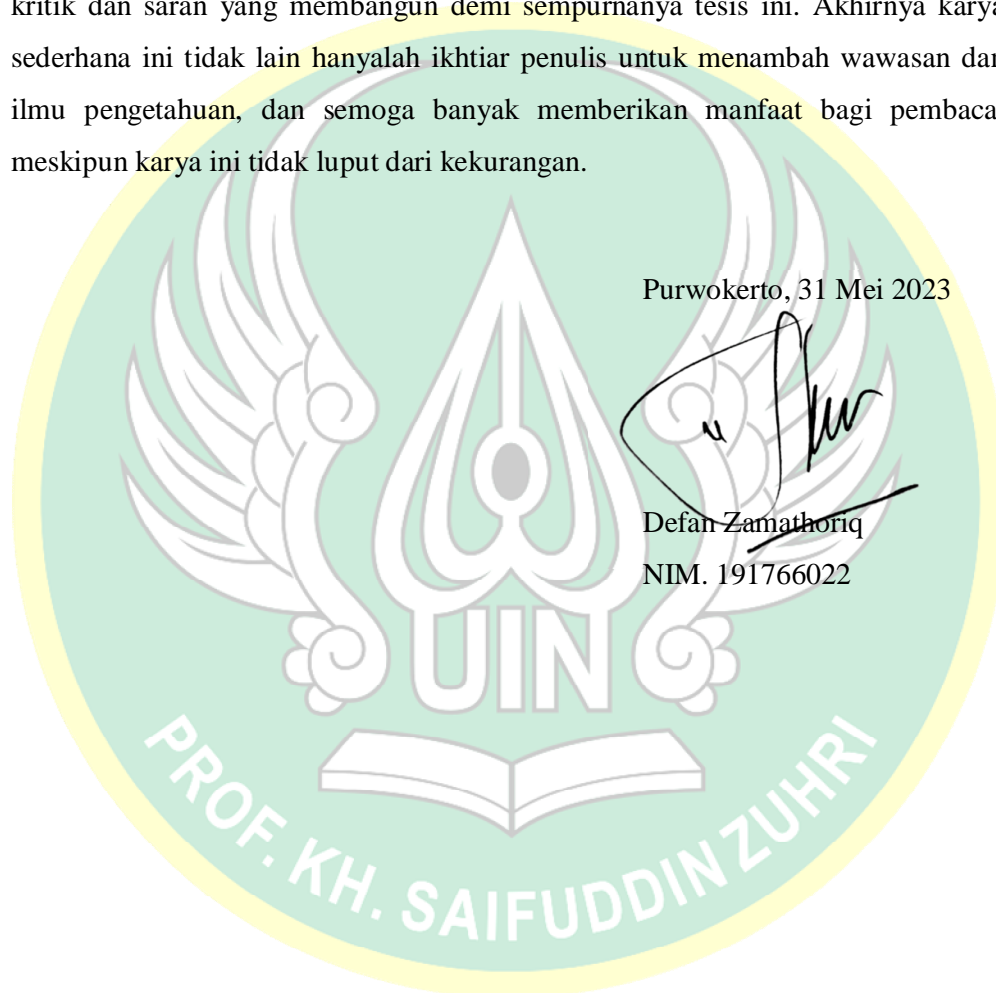 kritik dan saran yang membangun demi sempurnanya tesis ini. Akhirnya karya
sederhana ini tidak lain hanyalah ikhtiar penulis untuk menambah wawasan dan
ilmu pengetahuan, dan semoga banyak memberikan manfaat bagi pembaca
meskipun karya ini tidak luput dari kekurangan.
Purwokerto, 31 Mei 2023
Defan Zamathoriq
NIM. 191766022
UIN
PROF. KH. SAIFUDDIN ZUHRI